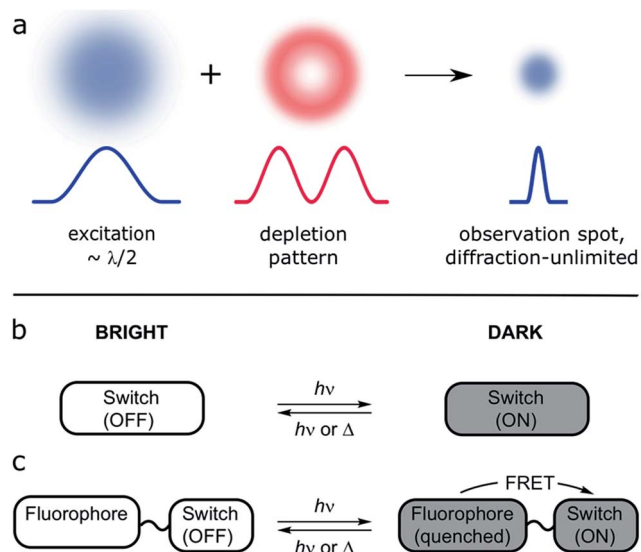 a
+
excitation
~ λ/2
depletion
pattern
observation spot,
diffraction-unlimited
b
BRIGHT
DARK
Switch
(OFF)
hν
hν or Δ
Switch
(ON)
c
Fluorophore
Switch
(OFF)
hν
hν or Δ
FRET
Fluorophore
(quenched)
Switch
(ON)